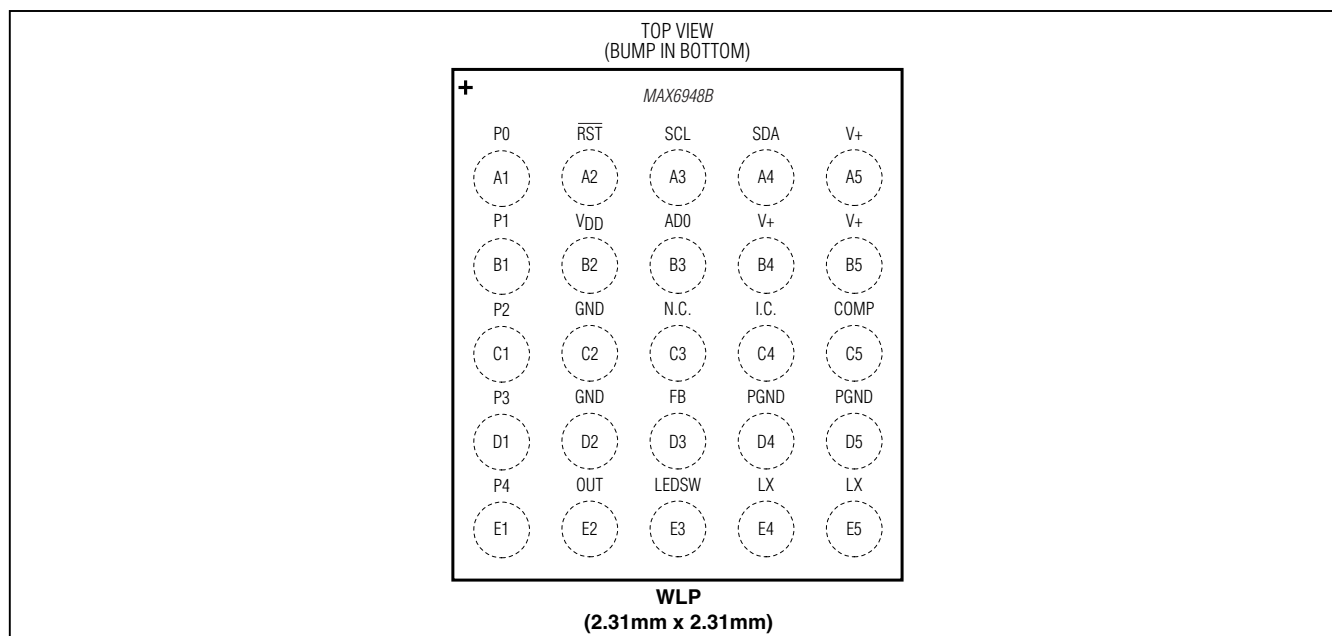 TOP VIEW
(BUMP IN BOTTOM)
+
MAX6948B
P0 R̅S̅T̅ SCL SDA V+
A1 A2 A3 A4 A5
P1 VDD AD0 V+ V+
B1 B2 B3 B4 B5
P2 GND N.C. I.C. COMP
C1 C2 C3 C4 C5
P3 GND FB PGND PGND
D1 D2 D3 D4 D5
P4 OUT LEDSW LX LX
E1 E2 E3 E4 E5
WLP
(2.31mm x 2.31mm)